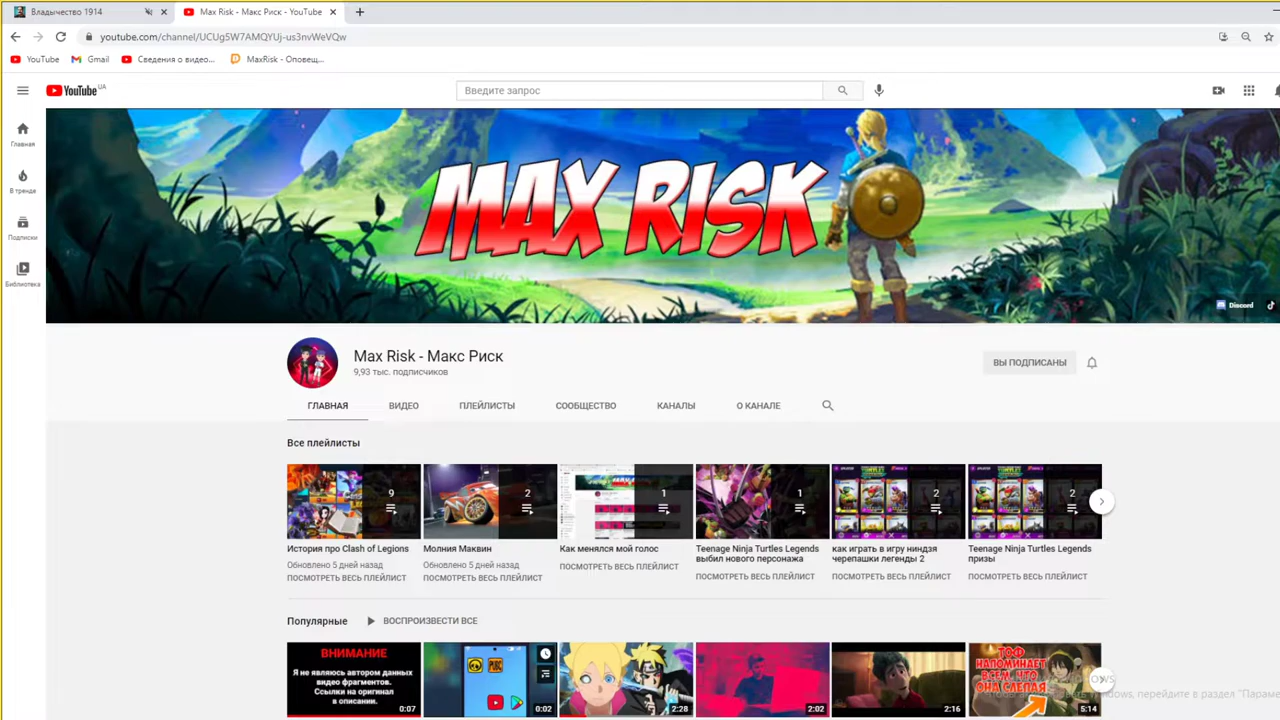 Владычество 1914
Max Risk - Макс Риск - YouTube
youtube.com/channel/UCUg5W7AMQYUj-us3nvWeVQw
YouTube
Gmail
Сведения о видео...
MaxRisk - Оповещ...
YouTube UA
Введите запрос
Главная
В тренде
Подписки
Библиотека
MAX RISK
Discord
Max Risk - Макс Риск
9,93 тыс. подписчиков
ВЫ ПОДПИСАНЫ
ГЛАВНАЯ
ВИДЕО
ПЛЕЙЛИСТЫ
СООБЩЕСТВО
КАНАЛЫ
О КАНАЛЕ
Все плейлисты
9
2
1
1
2
2
История про Clash of Legions
Обновлено 5 дней назад
ПОСМОТРЕТЬ ВЕСЬ ПЛЕЙЛИСТ
Молния Маквин
Обновлено 5 дней назад
ПОСМОТРЕТЬ ВЕСЬ ПЛЕЙЛИСТ
Как менялся мой голос
ПОСМОТРЕТЬ ВЕСЬ ПЛЕЙЛИСТ
Teenage Ninja Turtles Legends
выбил нового персонажа
ПОСМОТРЕТЬ ВЕСЬ ПЛЕЙЛИСТ
как играть в игру ниндзя
черепашки легенды 2
ПОСМОТРЕТЬ ВЕСЬ ПЛЕЙЛИСТ
Teenage Ninja Turtles Legends
призы
ПОСМОТРЕТЬ ВЕСЬ ПЛЕЙЛИСТ
Популярные
ВОСПРОИЗВЕСТИ ВСЕ
ВНИМАНИЕ
Я не являюсь автором данных
видео фрагментов.
Ссылки на оригинал
в описании.
0:07
PUBG
0:02
2:28
2:02
2:16
ТОФ
НАПОМИНАЕТ
ВСЕМ, ЧТО
ОНА СЛЕПАЯ
5:14
indows, перейдите в раздел "Параме